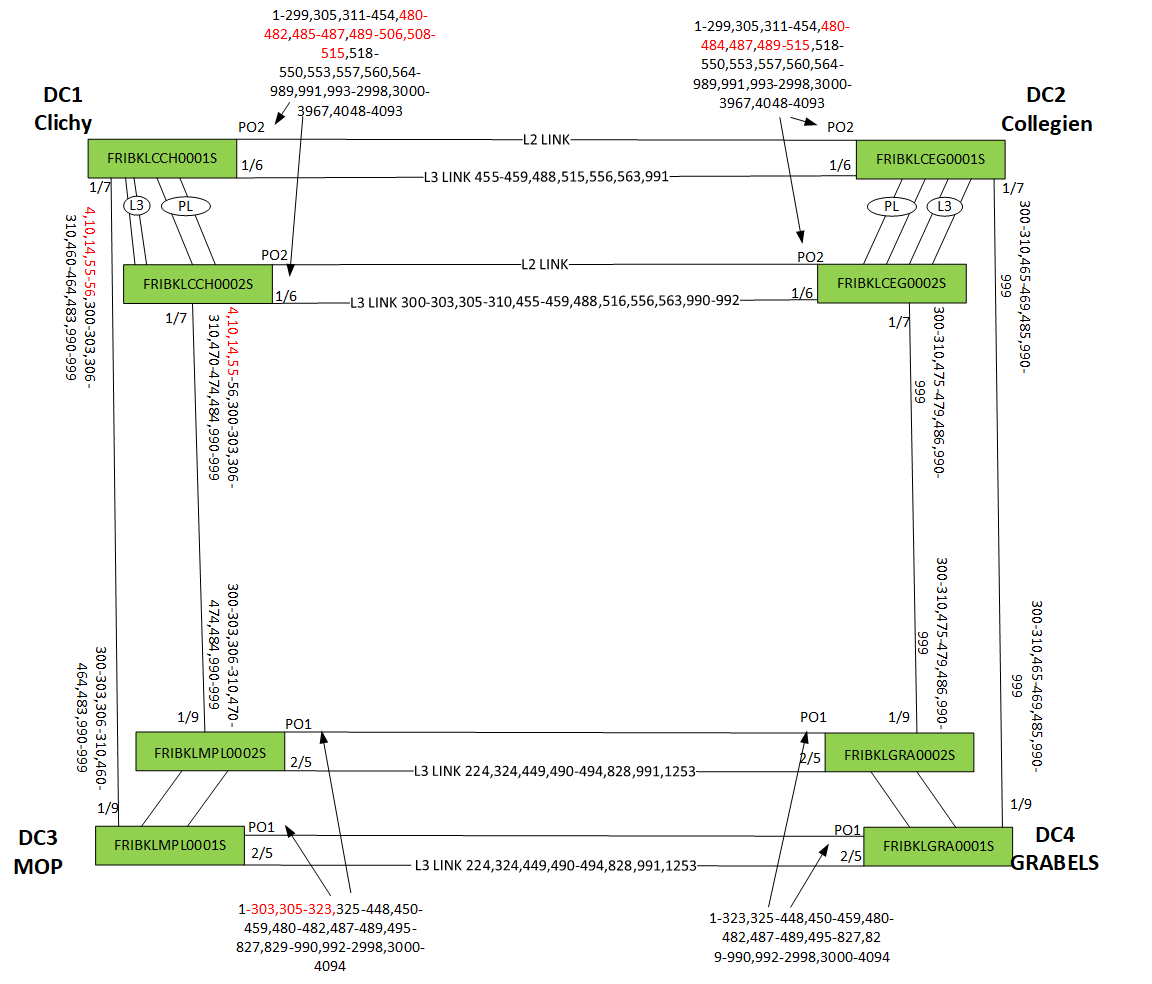 1-299,305,311-454,480-
482,485-487,489-506,508-
515,518-
550,553,557,560,564-
989,991,993-2998,3000-
3967,4048-4093
1-299,305,311-454,480-
484,487,489-515,518-
550,553,557,560,564-
989,991,993-2998,3000-
3967,4048-4093
DC1
Clichy
DC2
Collegien
PO2
L2 LINK
PO2
FRIBKLCCH0001S
FRIBKLCEG0001S
1/6
L3 LINK 455-459,488,515,556,563,991
1/6
1/7
1/7
L3
PL
PL
L3
4,10,14,55-56,300-303,306-
310,460-464,483,990-999
300-310,465-469,485,990-
999
PO2
L2 LINK
PO2
FRIBKLCCH0002S
FRIBKLCEG0002S
1/6
L3 LINK 300-303,305-310,455-459,488,516,556,563,990-992
1/6
1/7
1/7
4,10,14,55-56,300-303,306-
310,470-474,484,990-999
300-310,475-479,486,990-
999
300-303,306-310,470-
474,484,990-999
300-310,475-479,486,990-
999
300-303,306-310,460-
464,483,990-999
300-310,465-469,485,990-
999
1/9
PO1
PO1
1/9
FRIBKLMPL0002S
FRIBKLGRA0002S
2/5
L3 LINK 224,324,449,490-494,828,991,1253
2/5
1/9
1/9
DC3
MOP
PO1
PO1
DC4
GRABELS
FRIBKLMPL0001S
FRIBKLGRA0001S
2/5
L3 LINK 224,324,449,490-494,828,991,1253
2/5
1-303,305-323,325-448,450-
459,480-482,487-489,495-
827,829-990,992-2998,3000-
4094
1-323,325-448,450-459,480-
482,487-489,495-827,82
9-990,992-2998,3000-4094